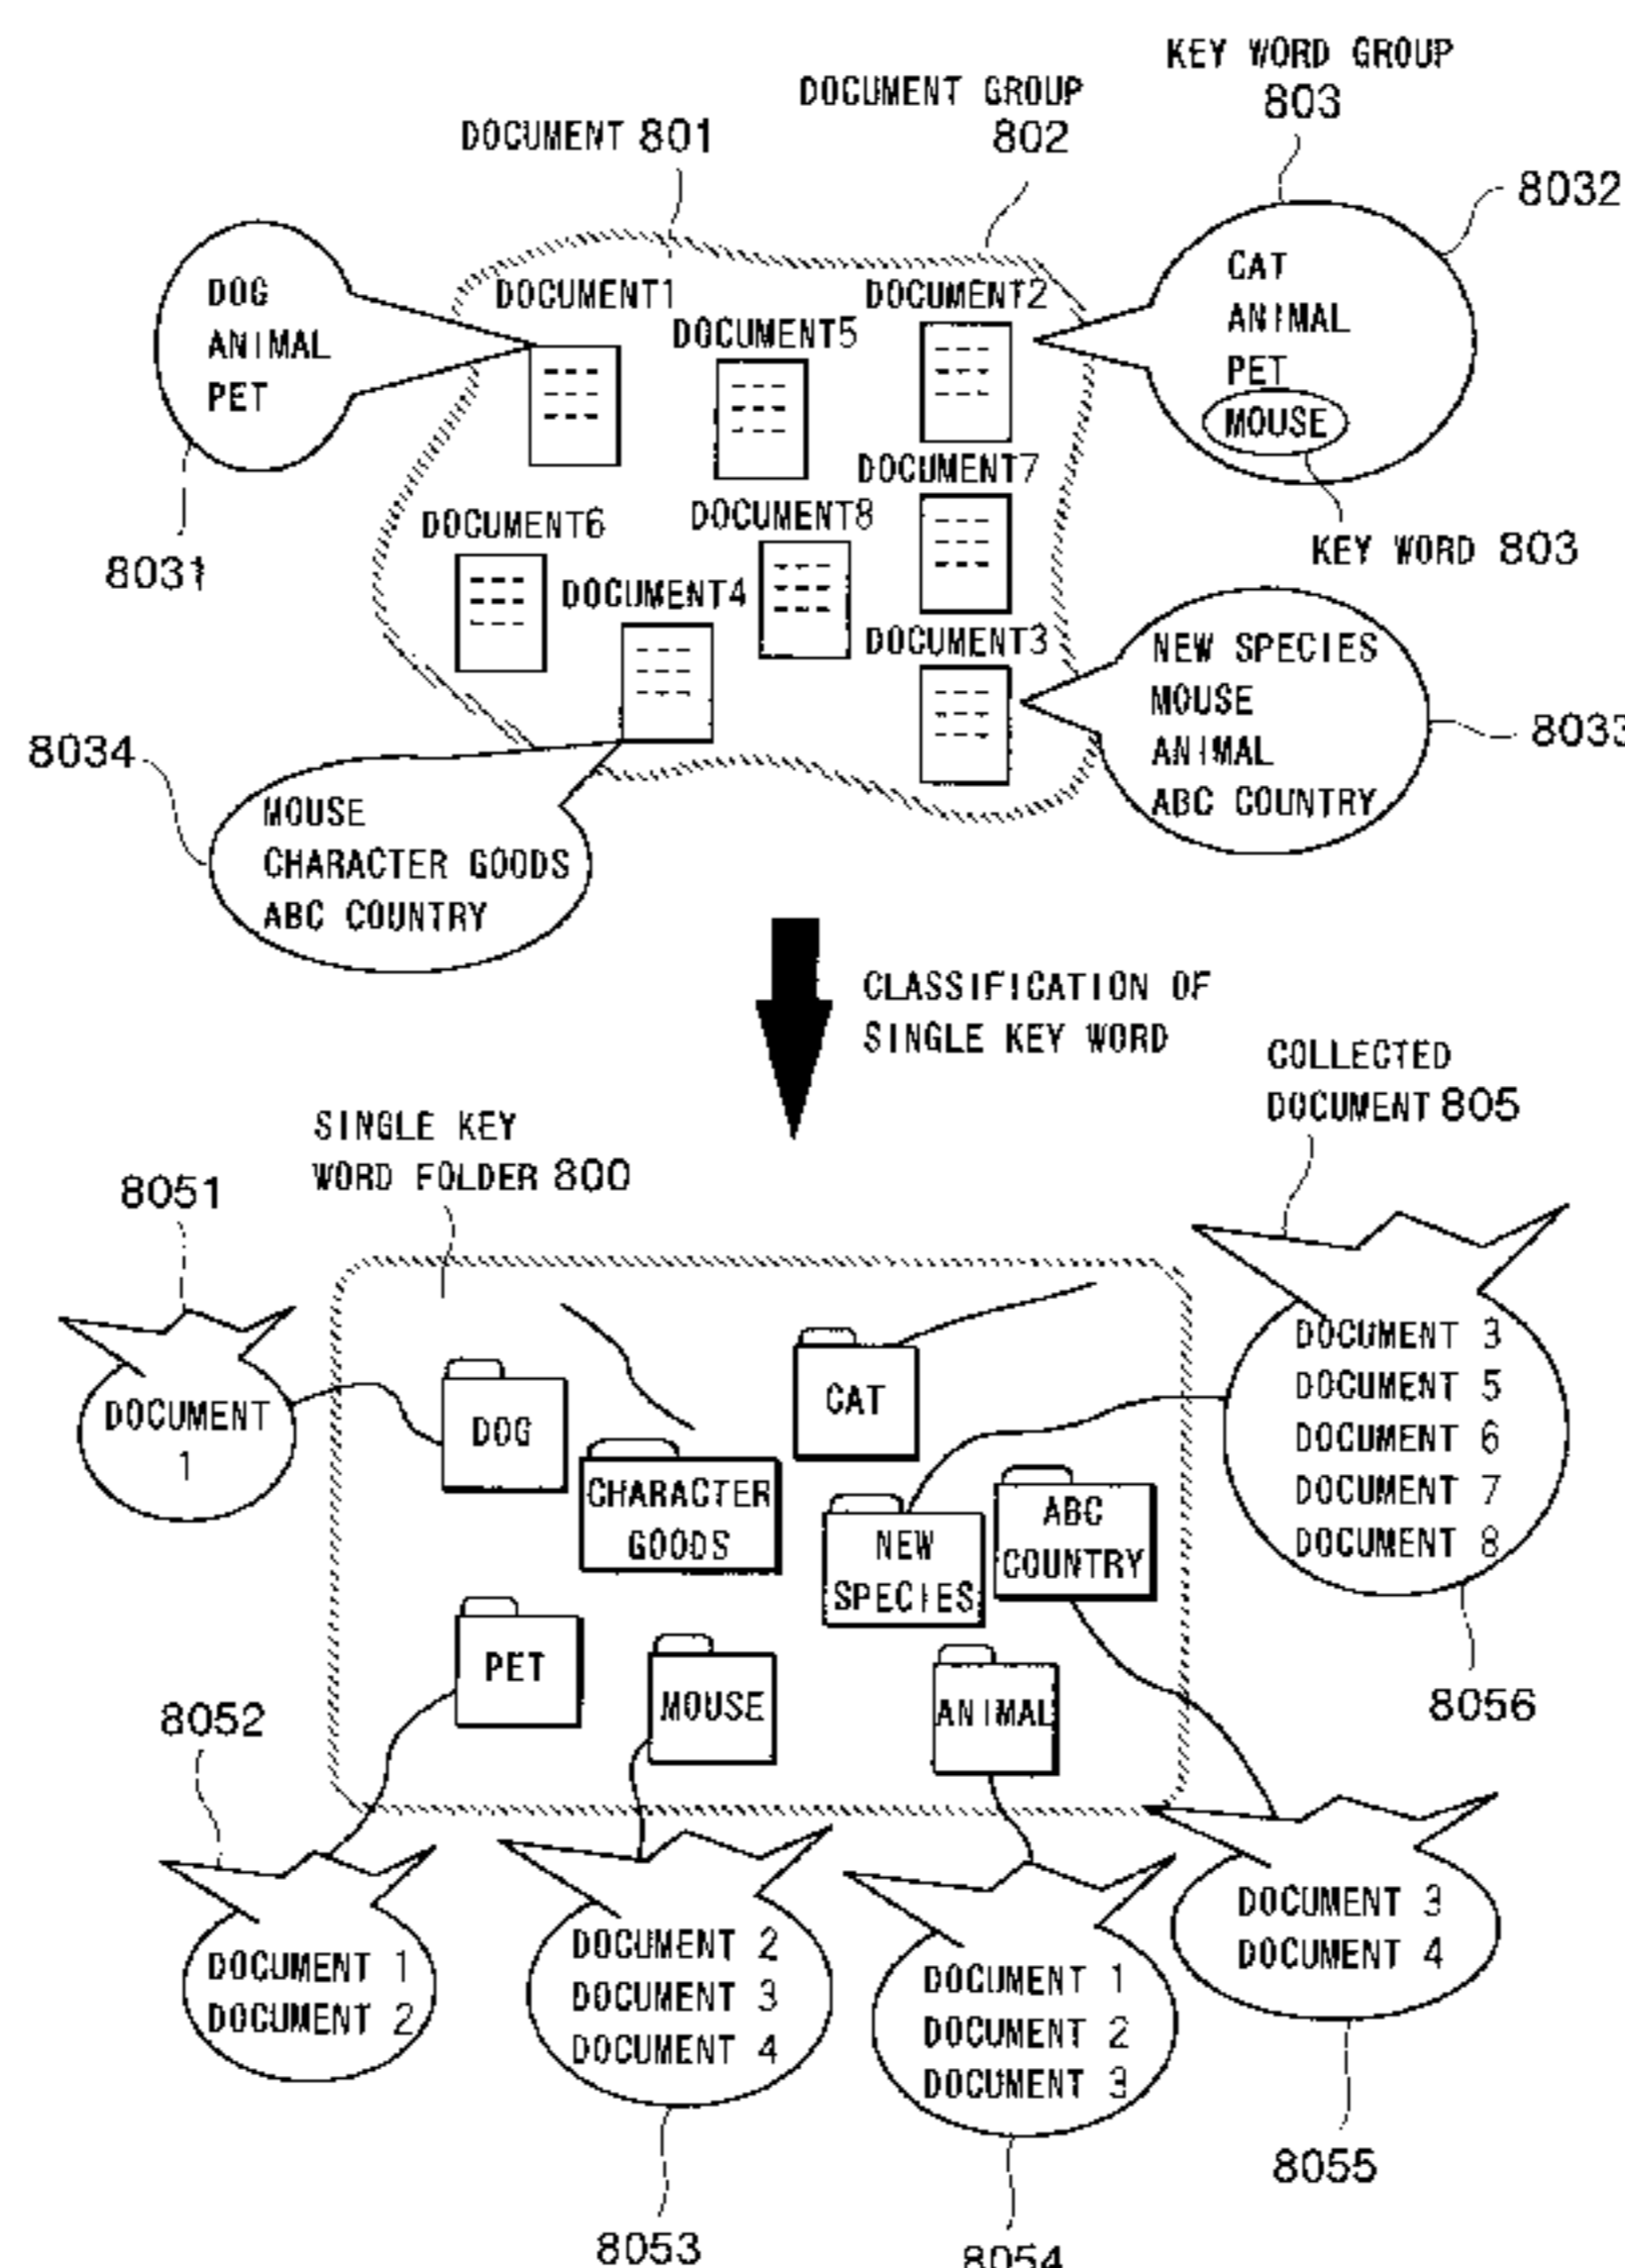 KEY WORD GROUP
803
DOCUMENT GROUP
802
DOCUMENT 801
8032
DOG
ANIMAL
PET
8031
DOCUMENT1
DOCUMENT5
DOCUMENT2
CAT
ANIMAL
PET
MOUSE
KEY WORD 803
DOCUMENT7
DOCUMENT6
DOCUMENT8
DOCUMENT4
DOCUMENT3
NEW SPECIES
MOUSE
ANIMAL
ABC COUNTRY
8033
8034
MOUSE
CHARACTER GOODS
ABC COUNTRY
CLASSIFICATION OF
SINGLE KEY WORD
COLLECTED
DOCUMENT 805
SINGLE KEY
WORD FOLDER 800
8051
DOCUMENT
1
DOG
CHARACTER
GOODS
CAT
NEW
SPECIES
ABC
COUNTRY
DOCUMENT 3
DOCUMENT 5
DOCUMENT 6
DOCUMENT 7
DOCUMENT 8
8056
PET
MOUSE
ANIMAL
8052
DOCUMENT 1
DOCUMENT 2
DOCUMENT 2
DOCUMENT 3
DOCUMENT 4
8053
DOCUMENT 1
DOCUMENT 2
DOCUMENT 3
8054
DOCUMENT 3
DOCUMENT 4
8055